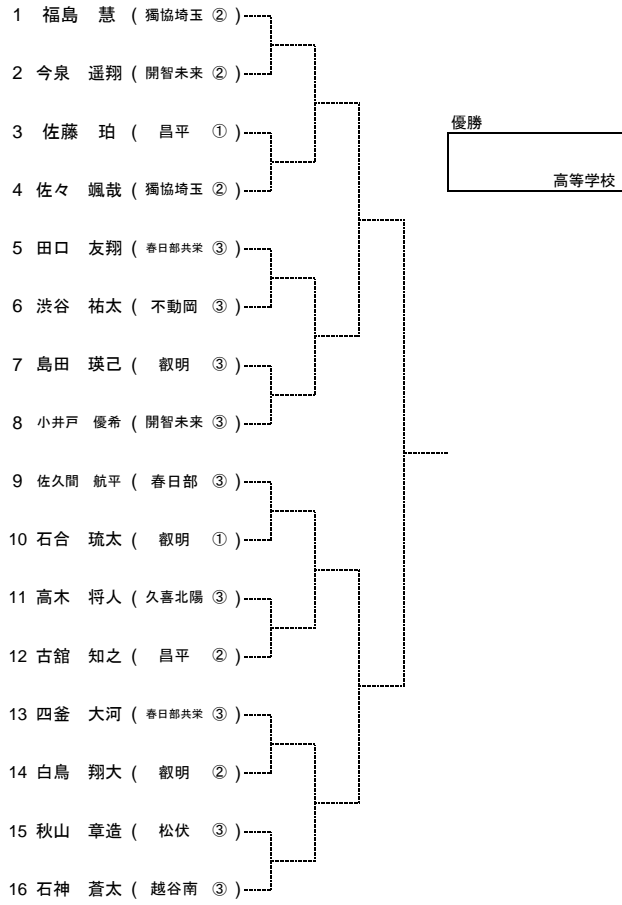 1 福島 慧 ( 獨協埼玉 ② )
2 今泉 遥翔 ( 開智未来 ② )
3 佐藤 珀 ( 昌平 ① )
優勝
高等学校
4 佐々 颯哉 ( 獨協埼玉 ② )
5 田口 友翔 ( 春日部共栄 ③ )
6 渋谷 祐太 ( 不動岡 ③ )
7 島田 瑛己 ( 叡明 ③ )
8 小井戸 優希 ( 開智未来 ③ )
9 佐久間 航平 ( 春日部 ③ )
10 石合 琉太 ( 叡明 ① )
11 高木 将人 ( 久喜北陽 ③ )
12 古舘 知之 ( 昌平 ② )
13 四釜 大河 ( 春日部共栄 ③ )
14 白鳥 翔大 ( 叡明 ② )
15 秋山 章造 ( 松伏 ③ )
16 石神 蒼太 ( 越谷南 ③ )